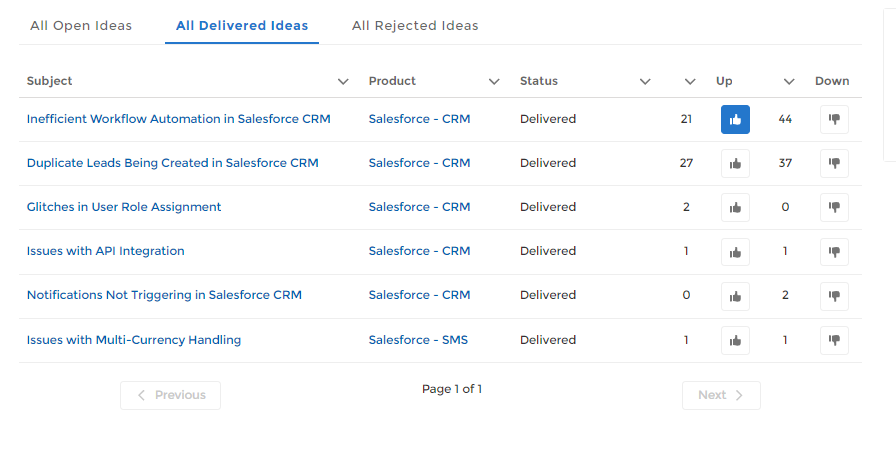 All Open Ideas All Delivered Ideas All Rejected Ideas
Subject Product Status Up Down
Inefficient Workflow Automation in Salesforce CRM Salesforce - CRM Delivered 21 44
Duplicate Leads Being Created in Salesforce CRM Salesforce - CRM Delivered 27 37
Glitches in User Role Assignment Salesforce - CRM Delivered 2 0
Issues with API Integration Salesforce - CRM Delivered 1 1
Notifications Not Triggering in Salesforce CRM Salesforce - CRM Delivered 0 2
Issues with Multi-Currency Handling Salesforce - SMS Delivered 1 1
Previous Page 1 of 1 Next